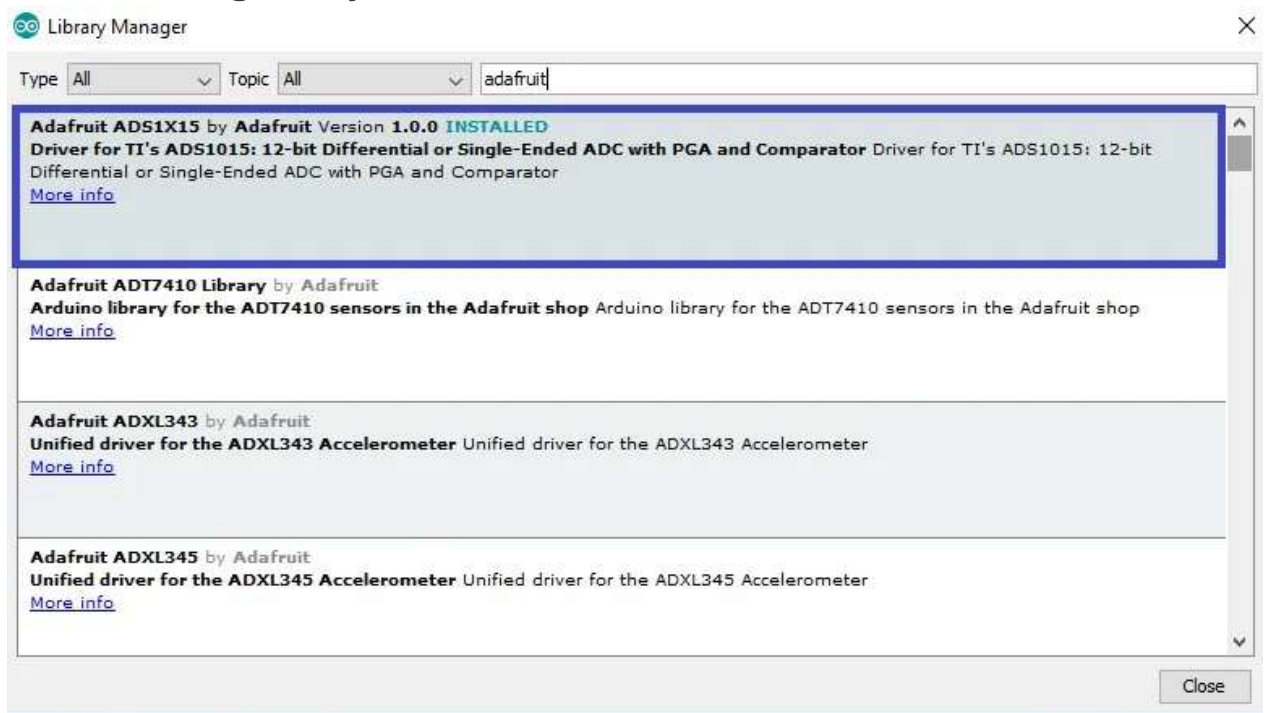 Library Manager
Type All Topic All adafruit
Adafruit ADS1X15 by Adafruit Version 1.0.0 INSTALLED
Driver for TI's ADS1015: 12-bit Differential or Single-Ended ADC with PGA and Comparator Driver for TI's ADS1015: 12-bit
Differential or Single-Ended ADC with PGA and Comparator
More info
Adafruit ADT7410 Library by Adafruit
Arduino library for the ADT7410 sensors in the Adafruit shop Arduino library for the ADT7410 sensors in the Adafruit shop
More info
Adafruit ADXL343 by Adafruit
Unified driver for the ADXL343 Accelerometer Unified driver for the ADXL343 Accelerometer
More info
Adafruit ADXL345 by Adafruit
Unified driver for the ADXL345 Accelerometer Unified driver for the ADXL345 Accelerometer
More info
Close